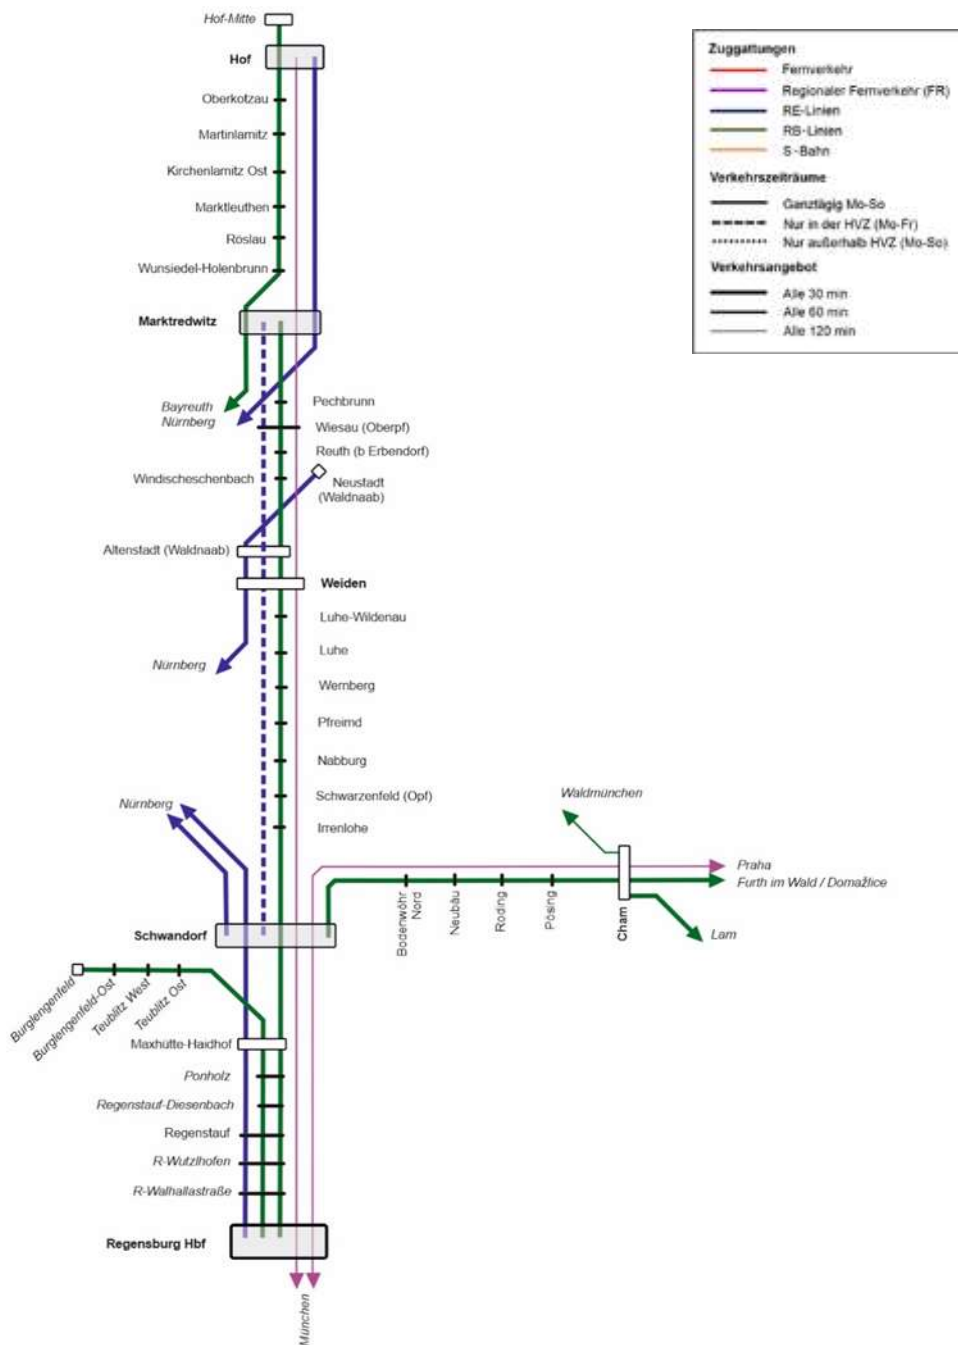 Hof-Mitte
Hof
Oberkotzau
Martinlamitz
Kirchenlamitz Ost
Marktleuthen
Röslau
Wunsiedel-Holenbrunn
Marktredwitz
Bayreuth
Nürnberg
Pechbrunn
Wiesau (Oberpf)
Reuth (b Erbendorf)
Windischeschenbach
Neustadt
(Waldnaab)
Altenstadt (Waldnaab)
Weiden
Luhe-Wildenau
Luhe
Nürnberg
Wernberg
Pfreimd
Nabburg
Schwarzenfeld (Opf)
Irrenlohe
Nürnberg
Waldmünchen
Praha
Furth im Wald / Domažlice
Lam
Bodenwöhr
Nord
Neubäu
Roding
Pösing
Cham
Schwandorf
Burglengenfeld
Burglengenfeld-Ost
Teublitz West
Teublitz Ost
Maxhütte-Haidhof
Ponholz
Regenstauf-Diesenbach
Regenstauf
R-Wutzlhofen
R-Walhallastraße
Regensburg Hbf
München
Zuggattungen
Fernverkehr
Regionaler Fernverkehr (FR)
RE-Linien
RB-Linien
S-Bahn
Verkehrszeiträume
Ganztägig Mo-So
Nur in der HVZ (Mo-Fr)
Nur außerhalb HVZ (Mo-So)
Verkehrsangebot
Alle 30 min
Alle 60 min
Alle 120 min